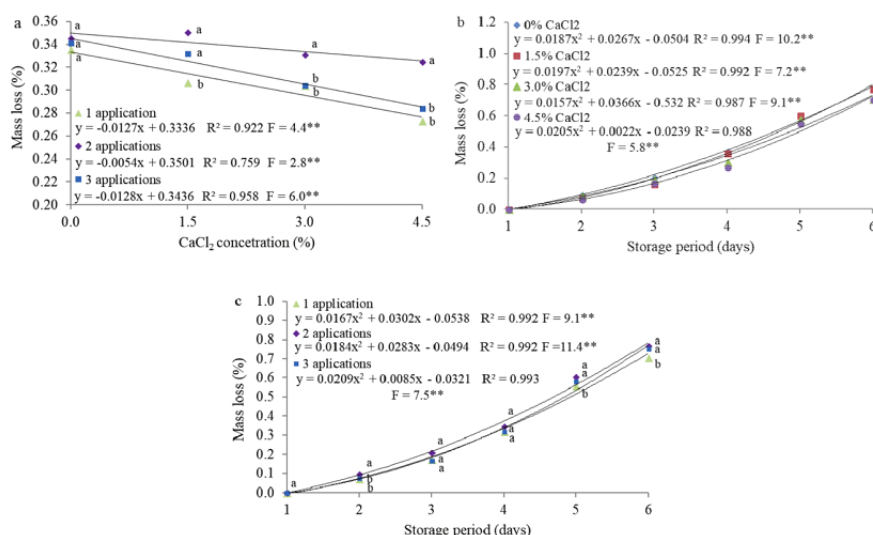 a
Mass loss (%)
0.36
0.34
0.32
0.30
0.28
0.26
0.24
0.22
0.20
a
a
a
a
a
b
a
b
b
a
b
b
1 application
y = -0.0127x + 0.3336 R² = 0.922 F = 4.4**
2 applications
y = -0.0054x + 0.3501 R² = 0.759 F = 2.8**
3 applications
y = -0.0128x + 0.3436 R² = 0.958 F = 6.0**
0.0 1.5 3.0 4.5
CaCl₂ concetration (%)
b
Mass loss (%)
1.2
1.0
0.8
0.6
0.4
0.2
0.0
0% CaCl2
y = 0.0187x² + 0.0267x - 0.0504 R² = 0.994 F = 10.2**
1.5% CaCl2
y = 0.0197x² + 0.0239x - 0.0525 R² = 0.992 F = 7.2**
3.0% CaCl2
y = 0.0157x² + 0.0366x - 0.532 R² = 0.987 F = 9.1**
4.5% CaCl2
y = 0.0205x² + 0.0022x - 0.0239 R² = 0.988
F = 5.8**
1 2 3 4 5 6
Storage period (days)
c
Mass loss (%)
1.0
0.9
0.8
0.7
0.6
0.5
0.4
0.3
0.2
0.1
0.0
1 application
y = 0.0167x² + 0.0302x - 0.0538 R² = 0.992 F = 9.1**
2 aplications
y = 0.0184x² + 0.0283x - 0.0494 R² = 0.992 F =11.4**
3 aplications
y = 0.0209x² + 0.0085x - 0.0321 R² = 0.993
F = 7.5**
a
a
b
b
a
a
a
a
a
a
a
a
b
a
a
b
1 2 3 4 5 6
Storage period (days)